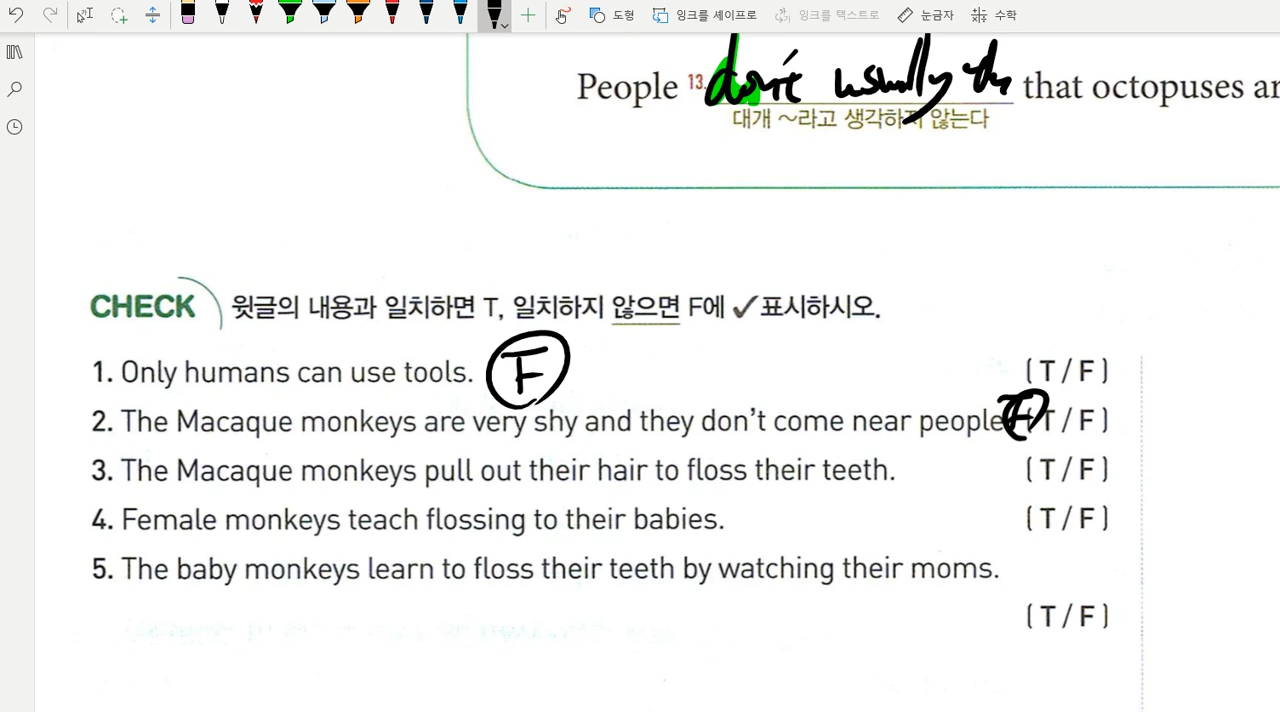 도형 잉크를 셰이프로 잉크를 텍스트로 눈금자 수학
People 13. don't usually that octopuses ar
대개 ~라고 생각하지 않는다
CHECK 윗글의 내용과 일치하면 T, 일치하지 않으면 F에 ✓표시하시오.
1. Only humans can use tools. F (T / F)
2. The Macaque monkeys are very shy and they don't come near people F (T / F)
3. The Macaque monkeys pull out their hair to floss their teeth. (T / F)
4. Female monkeys teach flossing to their babies. (T / F)
5. The baby monkeys learn to floss their teeth by watching their moms.
(T / F)